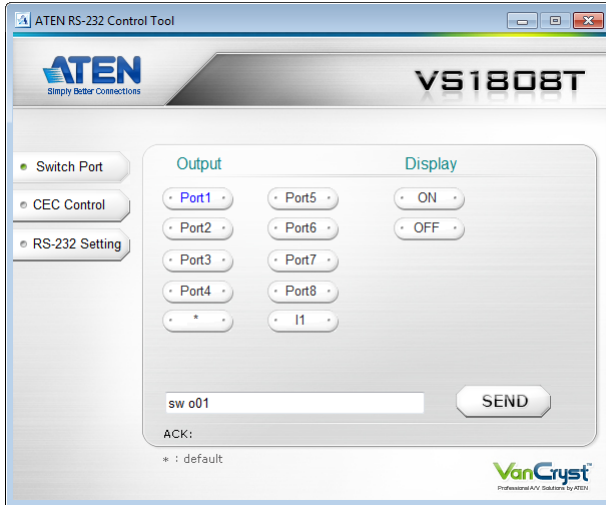 ATEN RS-232 Control Tool
ATEN
Simply Better Connections
VS1808T
Switch Port
CEC Control
RS-232 Setting
Output
Display
Port1
Port5
ON
Port2
Port6
OFF
Port3
Port7
Port4
Port8
*
I1
sw o01
SEND
ACK:
* : default
VanCryst™
Professional A/V Solutions by ATEN